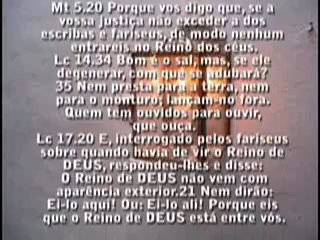 Mt 5.20 Porque vos digo que, se a
vossa justiça não exceder a dos
escribas e fariseus, de modo nenhum
entrareis no Reino dos céus.
Lc 14.34 Bom é o sal, mas, se ele
degenerar, com que se adubará?
35 Nem presta para a terra, nem
para o monturo; lançam-no fora.
Quem tem ouvidos para ouvir,
que ouça.
Lc 17.20 E, interrogado pelos fariseus
sobre quando havia de vir o Reino de
DEUS, respondeu-lhes e disse:
O Reino de DEUS não vem com
aparência exterior.21 Nem dirão:
Ei-lo aqui! Ou: Ei-lo ali! Porque eis
que o Reino de DEUS está entre vós.